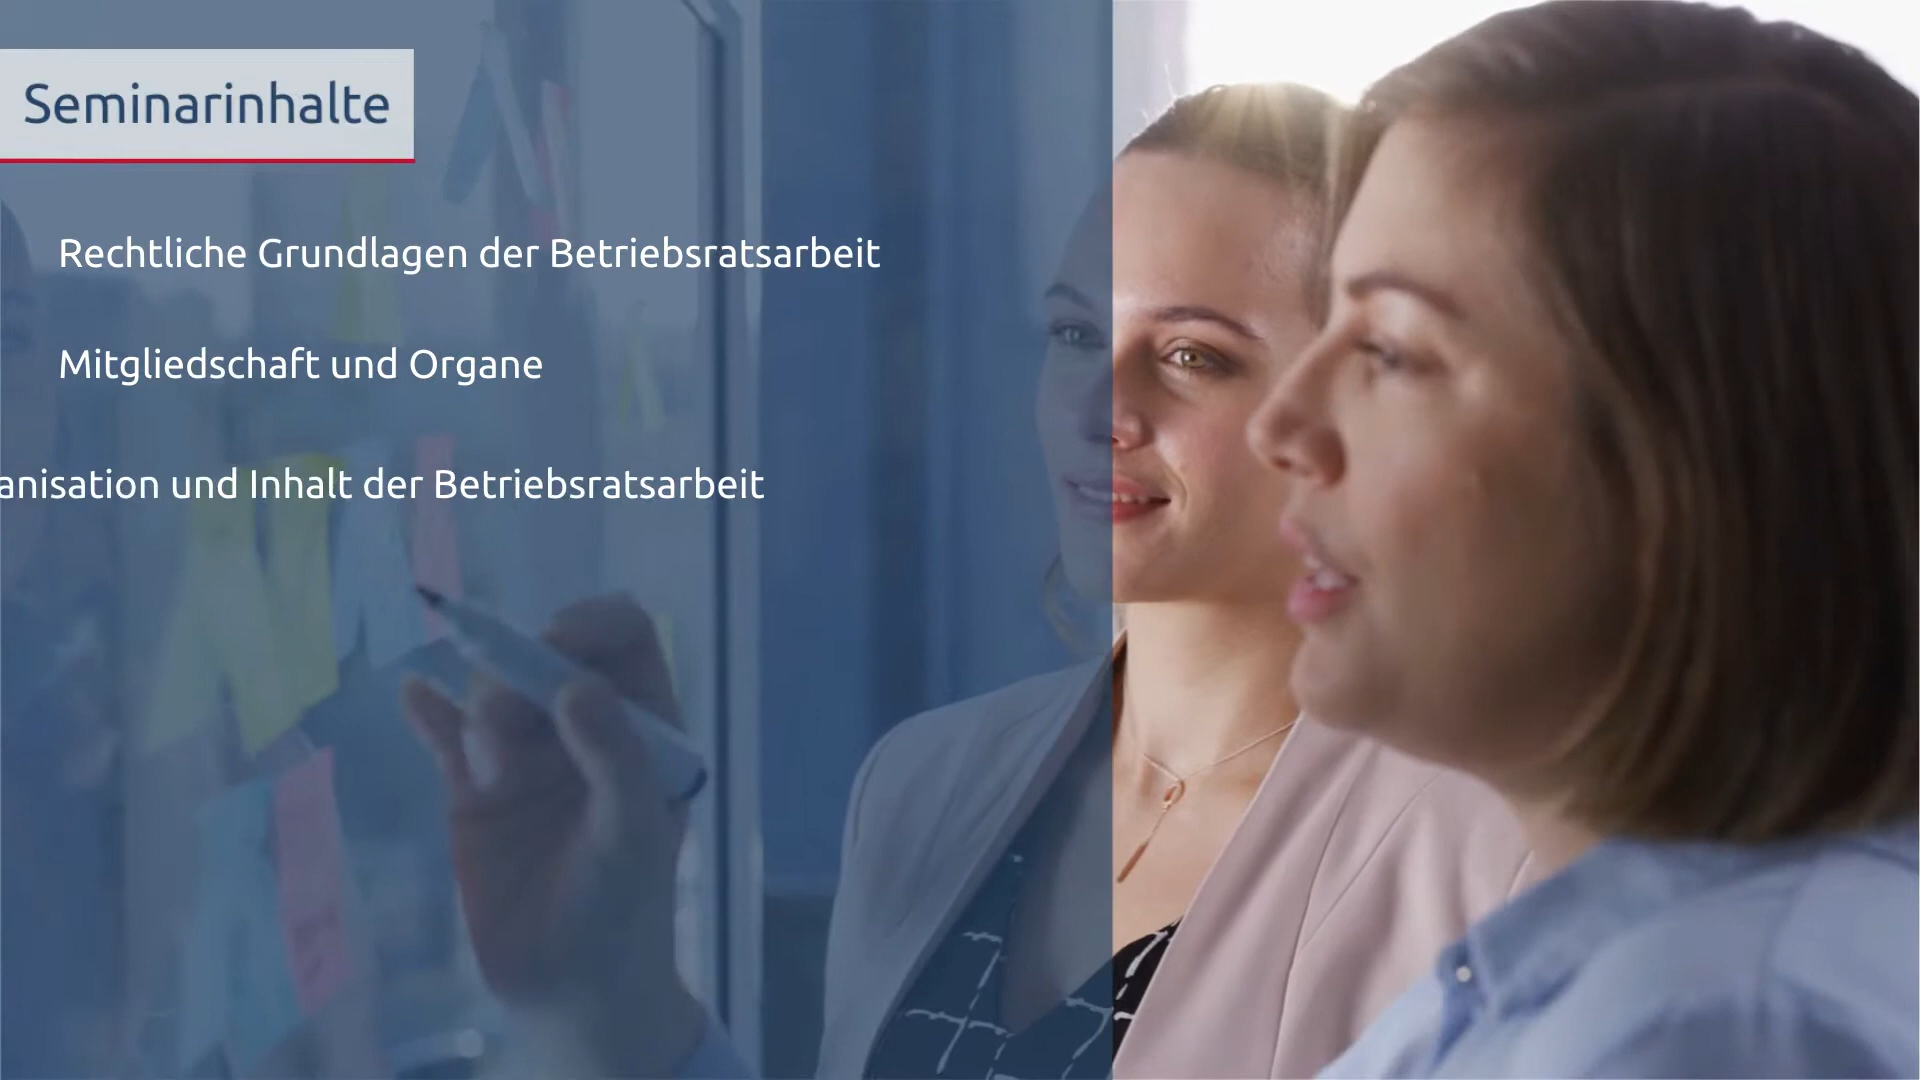 Seminarinhalte
Rechtliche Grundlagen der Betriebsratsarbeit
Mitgliedschaft und Organe
anisation und Inhalt der Betriebsratsarbeit